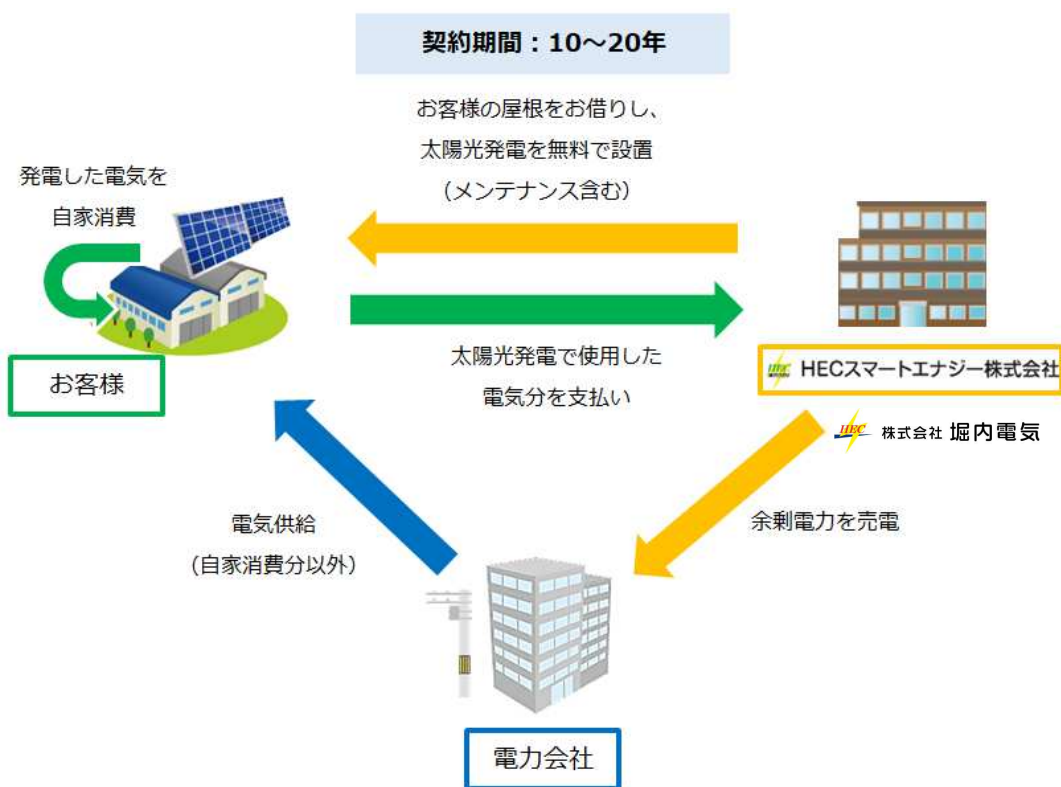 契約期間：10～20年
お客様の屋根をお借りし、
太陽光発電を無料で設置
（メンテナンス含む）
発電した電気を
自家消費
お客様
太陽光発電で使用した
電気分を支払い
HEC HECスマートエナジー株式会社
HEC 株式会社 堀内電気
電気供給
（自家消費分以外）
余剰電力を売電
電力会社